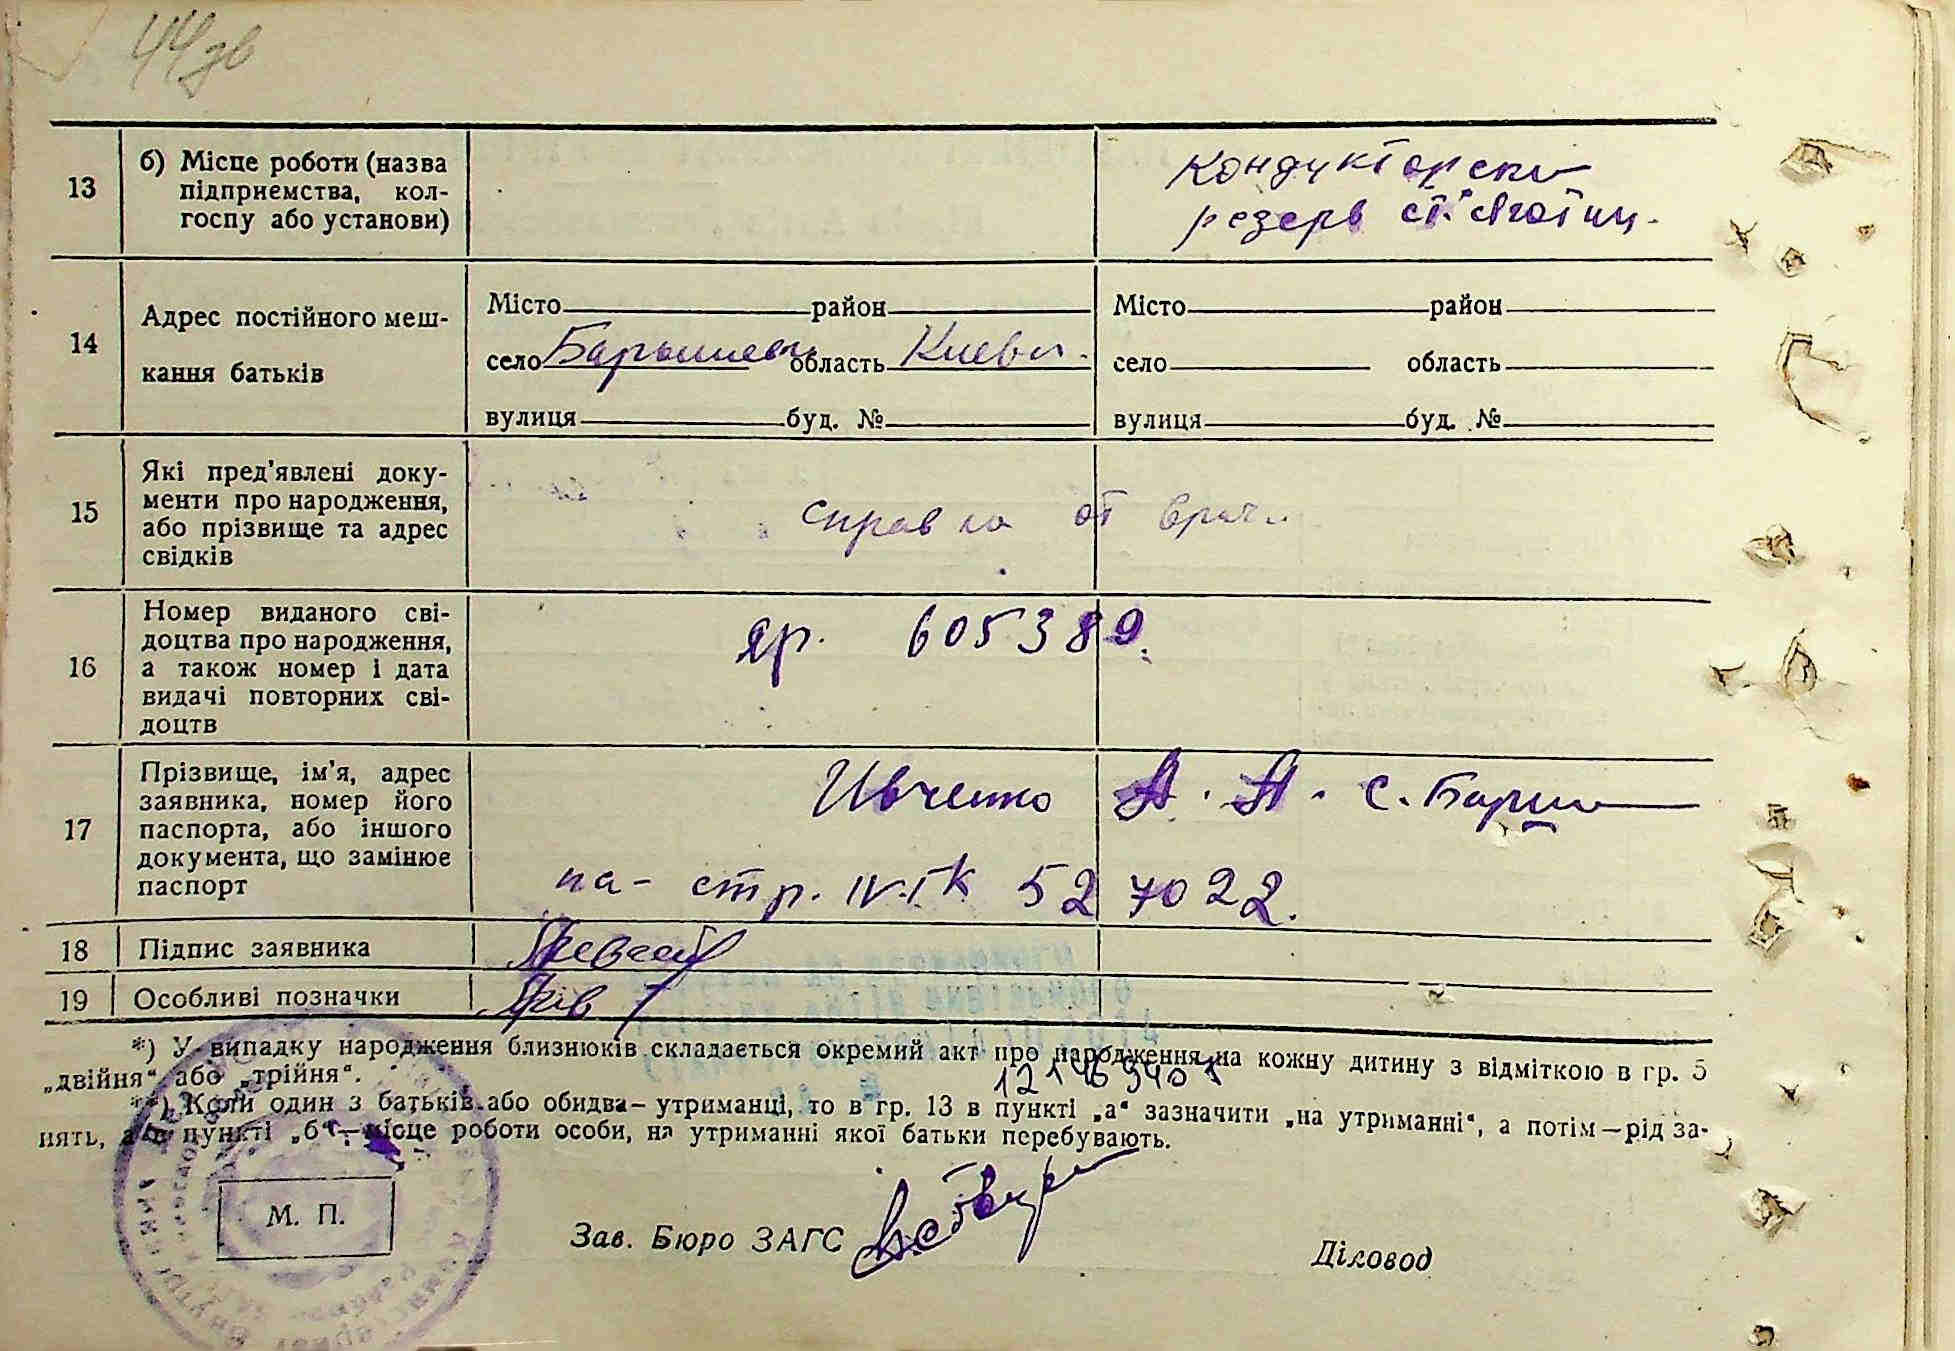 44зв
13
б) Місце роботи (назва
підприємства, кол-
госпу або установи)
Кондукторски
резерв ст. Яготин.
14
Адрес постійного меш-
кання батьків
Місто район
село Барышевк область Киевск.
вулиця буд. №
Місто район
село область
вулиця буд. №
15
Які пред'явлені доку-
менти про народження,
або прізвище та адрес
свідків
справка от врача
16
Номер виданого сві-
доцтва про народження,
а також номер і дата
видачі повторних сві-
доцтв
яр. 605389.
17
Прізвище, ім'я, адрес
заявника, номер його
паспорта, або іншого
документа, що замінює
паспорт
Ивченко А. А. с. Барыш
па- стр. IV-ГК 527022.
18 Підпис заявника
19 Особливі позначки
*) У випадку народження близнюків складається окремий акт про народження на кожну дитину з відміткою в гр. 5
„двійня“ або „трійня“.
**) Коли один з батьків або обидва—утриманці, то в гр. 13 в пункті „а“ зазначити „на утриманні“, а потім—рід за-
нять, а в пункті „б“—місце роботи особи, на утриманні якої батьки перебувають.
М. П.
Зав. Бюро ЗАГС
Діловод